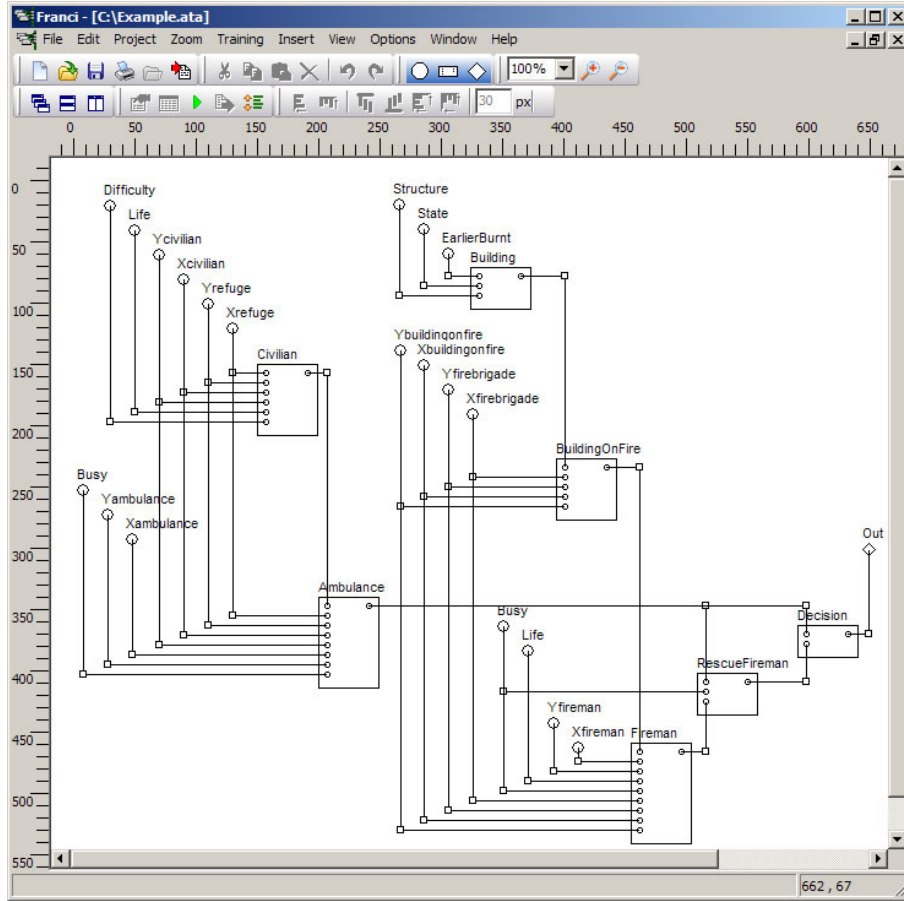 Franci - [C:\Example.ata]
File Edit Project Zoom Training Insert View Options Window Help
100%
30 px
0 50 100 150 200 250 300 350 400 450 500 550 600 650
0
50
100
150
200
250
300
350
400
450
500
550
Difficulty
Life
Ycivilian
Xcivilian
Yrefuge
Xrefuge
Civilian
Structure
State
EarlierBurnt
Building
Ybuildingonfire
Xbuildingonfire
Yfirebrigade
Xfirebrigade
BuildingOnFire
Busy
Yambulance
Xambulance
Ambulance
Out
Busy
Life
Decision
RescueFireman
Yfireman
Xfireman
Fireman
662 , 67